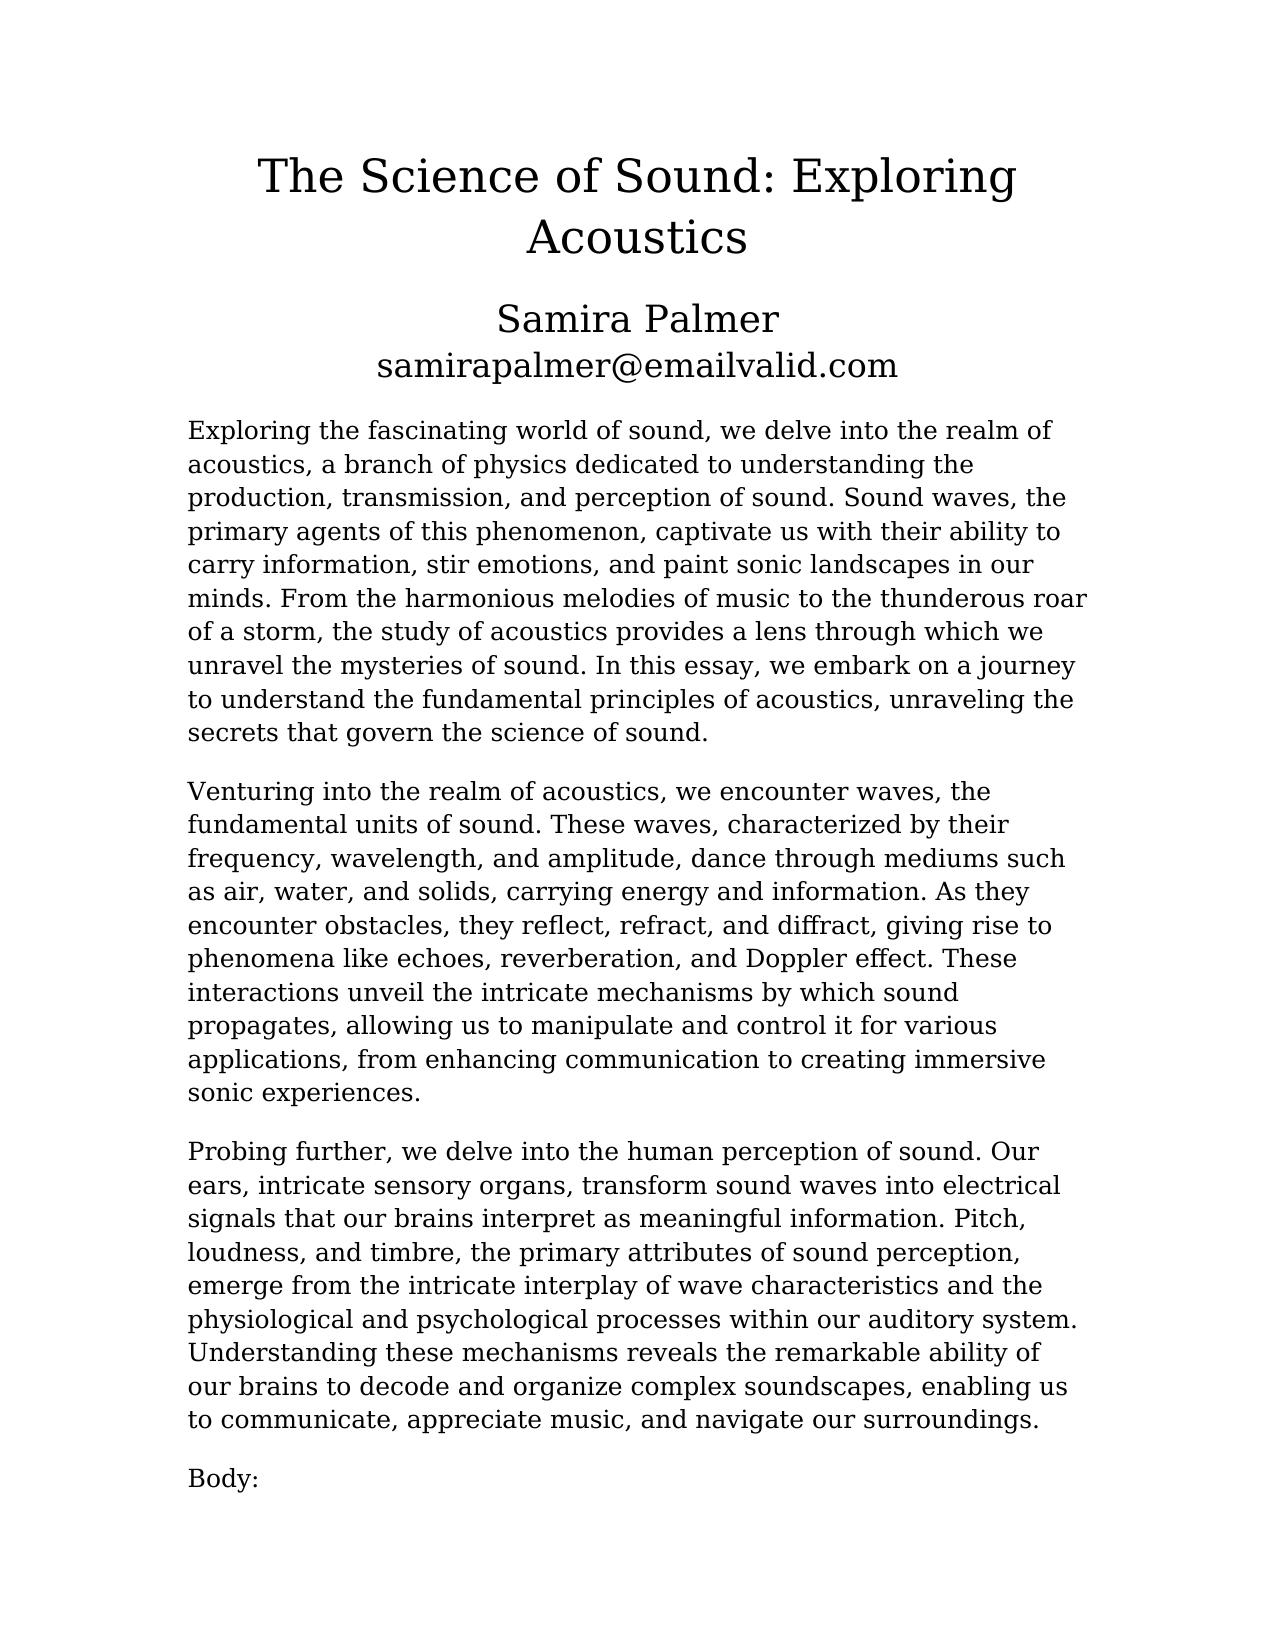 The Science of Sound: Exploring
Acoustics
Samira Palmer
samirapalmer@emailvalid.com
Exploring the fascinating world of sound, we delve into the realm of
acoustics, a branch of physics dedicated to understanding the
production, transmission, and perception of sound. Sound waves, the
primary agents of this phenomenon, captivate us with their ability to
carry information, stir emotions, and paint sonic landscapes in our
minds. From the harmonious melodies of music to the thunderous roar
of a storm, the study of acoustics provides a lens through which we
unravel the mysteries of sound. In this essay, we embark on a journey
to understand the fundamental principles of acoustics, unraveling the
secrets that govern the science of sound.
Venturing into the realm of acoustics, we encounter waves, the
fundamental units of sound. These waves, characterized by their
frequency, wavelength, and amplitude, dance through mediums such
as air, water, and solids, carrying energy and information. As they
encounter obstacles, they reflect, refract, and diffract, giving rise to
phenomena like echoes, reverberation, and Doppler effect. These
interactions unveil the intricate mechanisms by which sound
propagates, allowing us to manipulate and control it for various
applications, from enhancing communication to creating immersive
sonic experiences.
Probing further, we delve into the human perception of sound. Our
ears, intricate sensory organs, transform sound waves into electrical
signals that our brains interpret as meaningful information. Pitch,
loudness, and timbre, the primary attributes of sound perception,
emerge from the intricate interplay of wave characteristics and the
physiological and psychological processes within our auditory system.
Understanding these mechanisms reveals the remarkable ability of
our brains to decode and organize complex soundscapes, enabling us
to communicate, appreciate music, and navigate our surroundings.
Body: